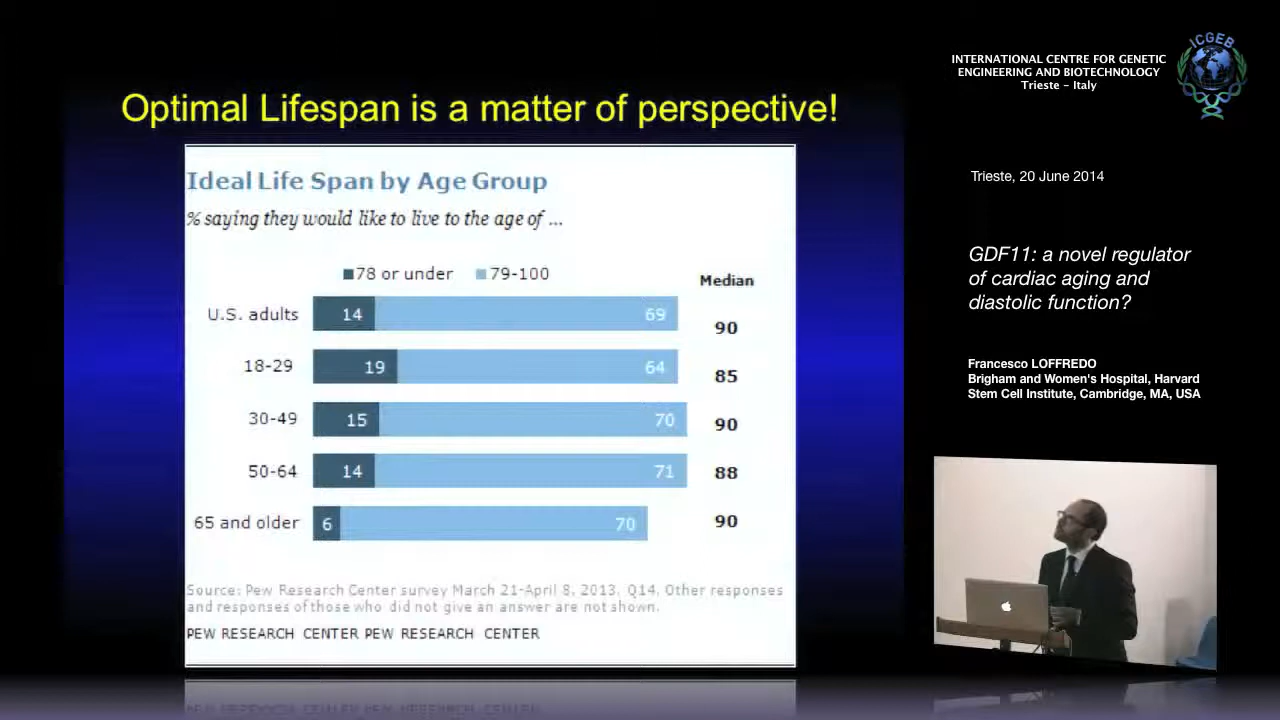 Optimal Lifespan is a matter of perspective!
Ideal Life Span by Age Group
% saying they would like to live to the age of ...
78 or under 79-100
Median
U.S. adults 14 69 90
18-29 19 64 85
30-49 15 70 90
50-64 14 71 88
65 and older 6 70 90
Source: Pew Research Center survey March 21-April 8, 2013. Q14. Other responses
and responses of those who did not give an answer are not shown.
PEW RESEARCH CENTER PEW RESEARCH CENTER
INTERNATIONAL CENTRE FOR GENETIC
ENGINEERING AND BIOTECHNOLOGY
Trieste - Italy
ICGEB
Trieste, 20 June 2014
GDF11: a novel regulator
of cardiac aging and
diastolic function?
Francesco LOFFREDO
Brigham and Women's Hospital, Harvard
Stem Cell Institute, Cambridge, MA, USA